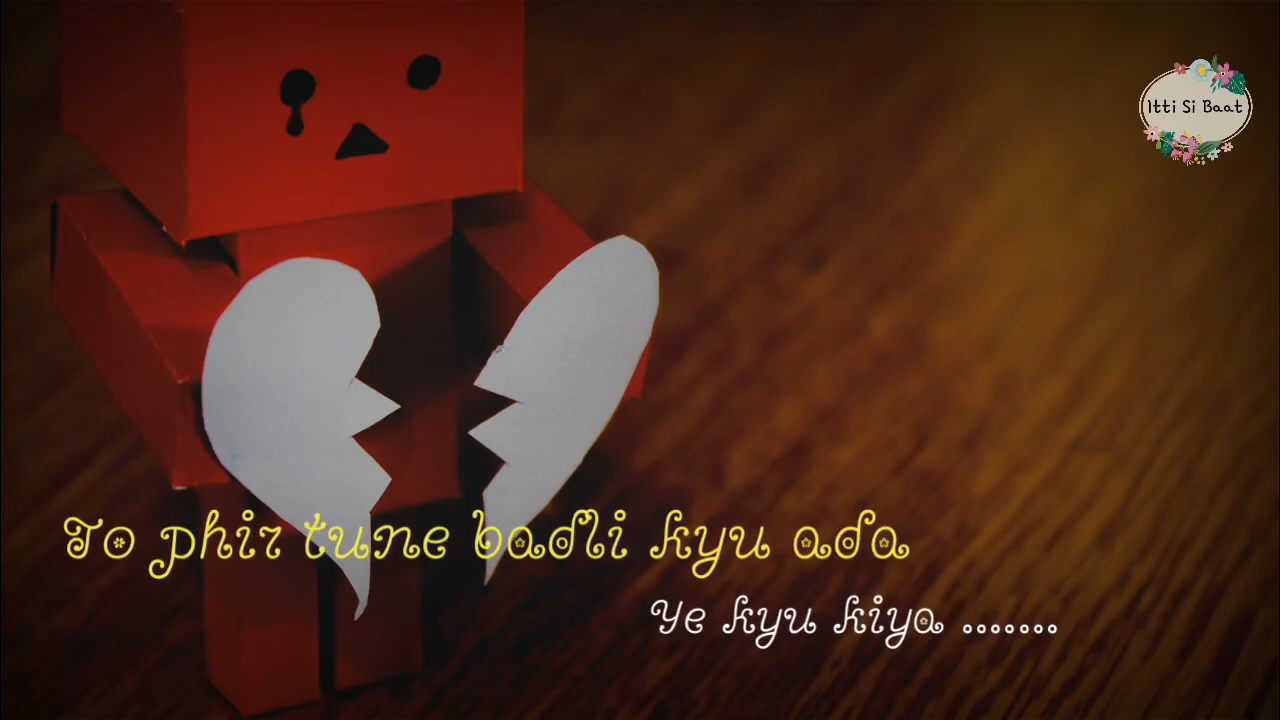 Itti Si Baat
To phir tune badli kyu ada
Ye kyu kiya .......